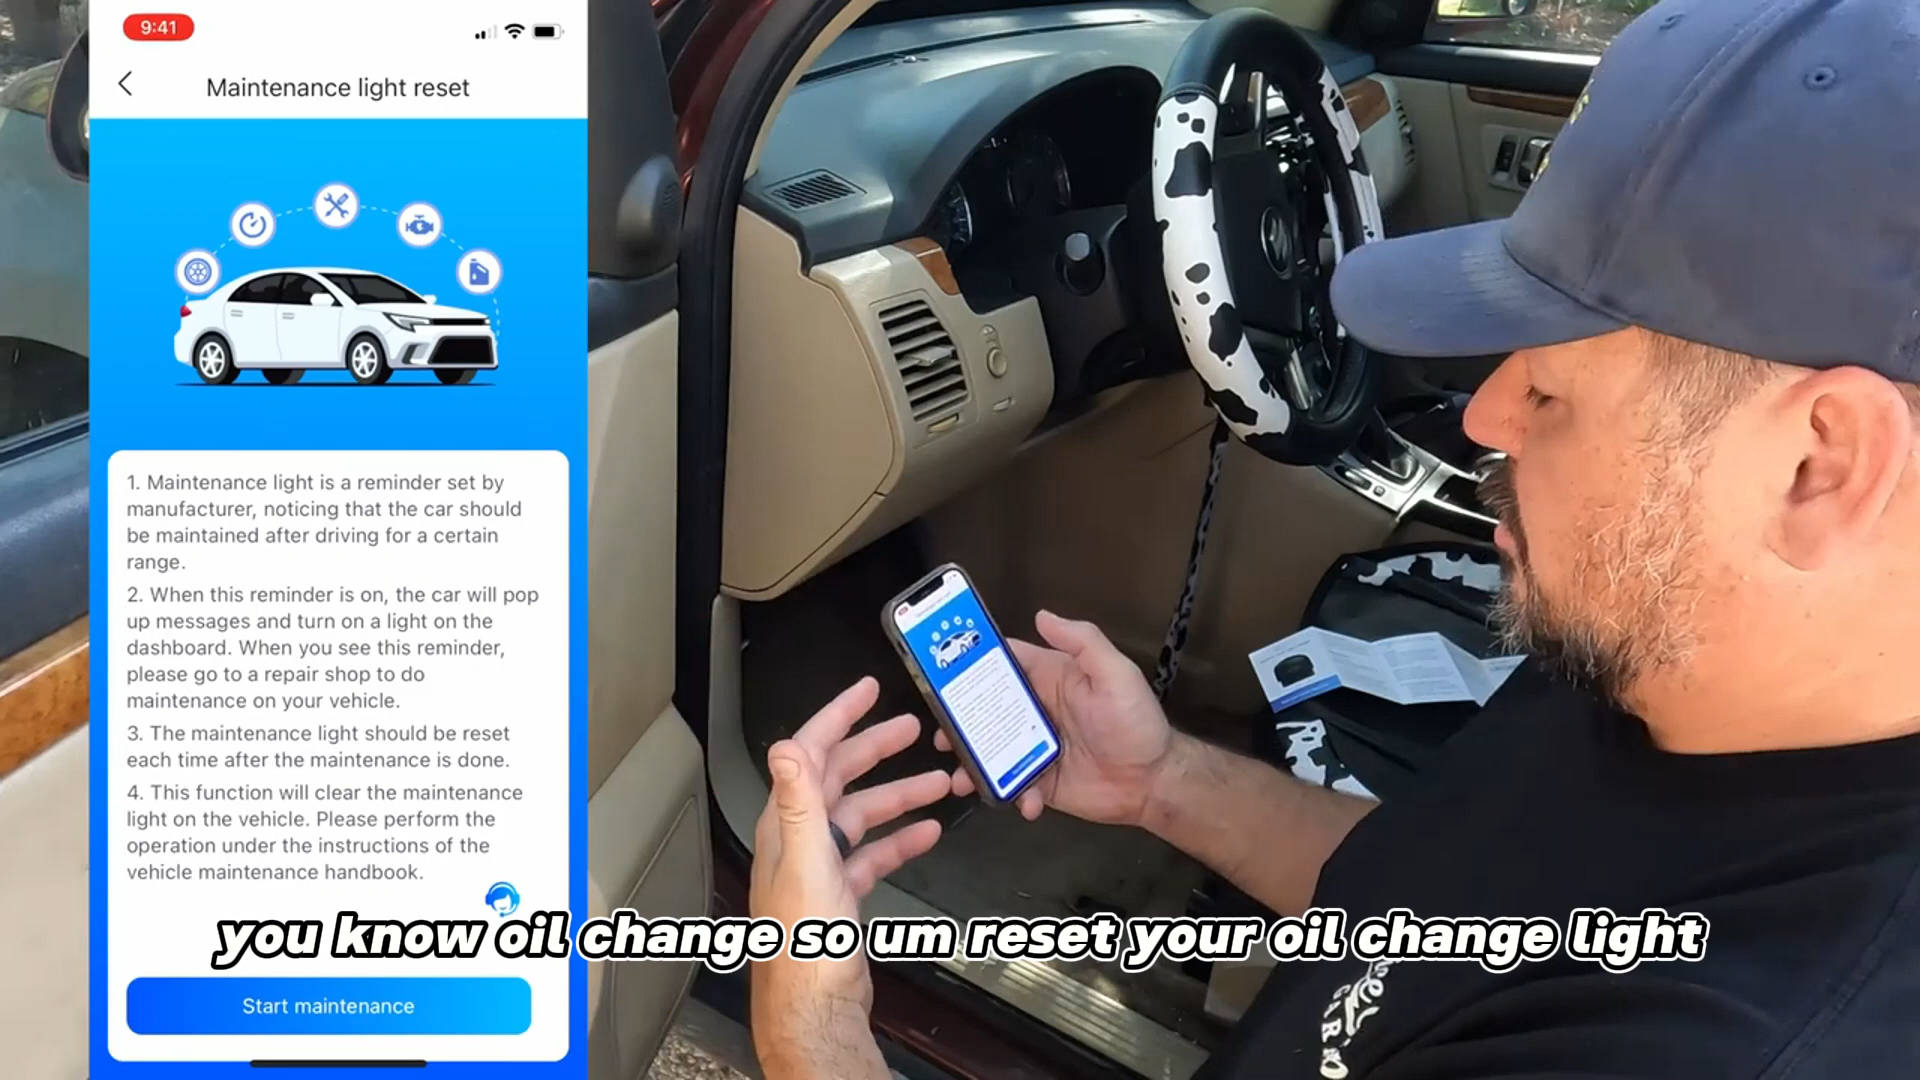 9:41
Maintenance light reset
1. Maintenance light is a reminder set by
manufacturer, noticing that the car should
be maintained after driving for a certain
range.
2. When this reminder is on, the car will pop
up messages and turn on a light on the
dashboard. When you see this reminder,
please go to a repair shop to do
maintenance on your vehicle.
3. The maintenance light should be reset
each time after the maintenance is done.
4. This function will clear the maintenance
light on the vehicle. Please perform the
operation under the instructions of the
vehicle maintenance handbook.
you know oil change so um reset your oil change light
Start maintenance